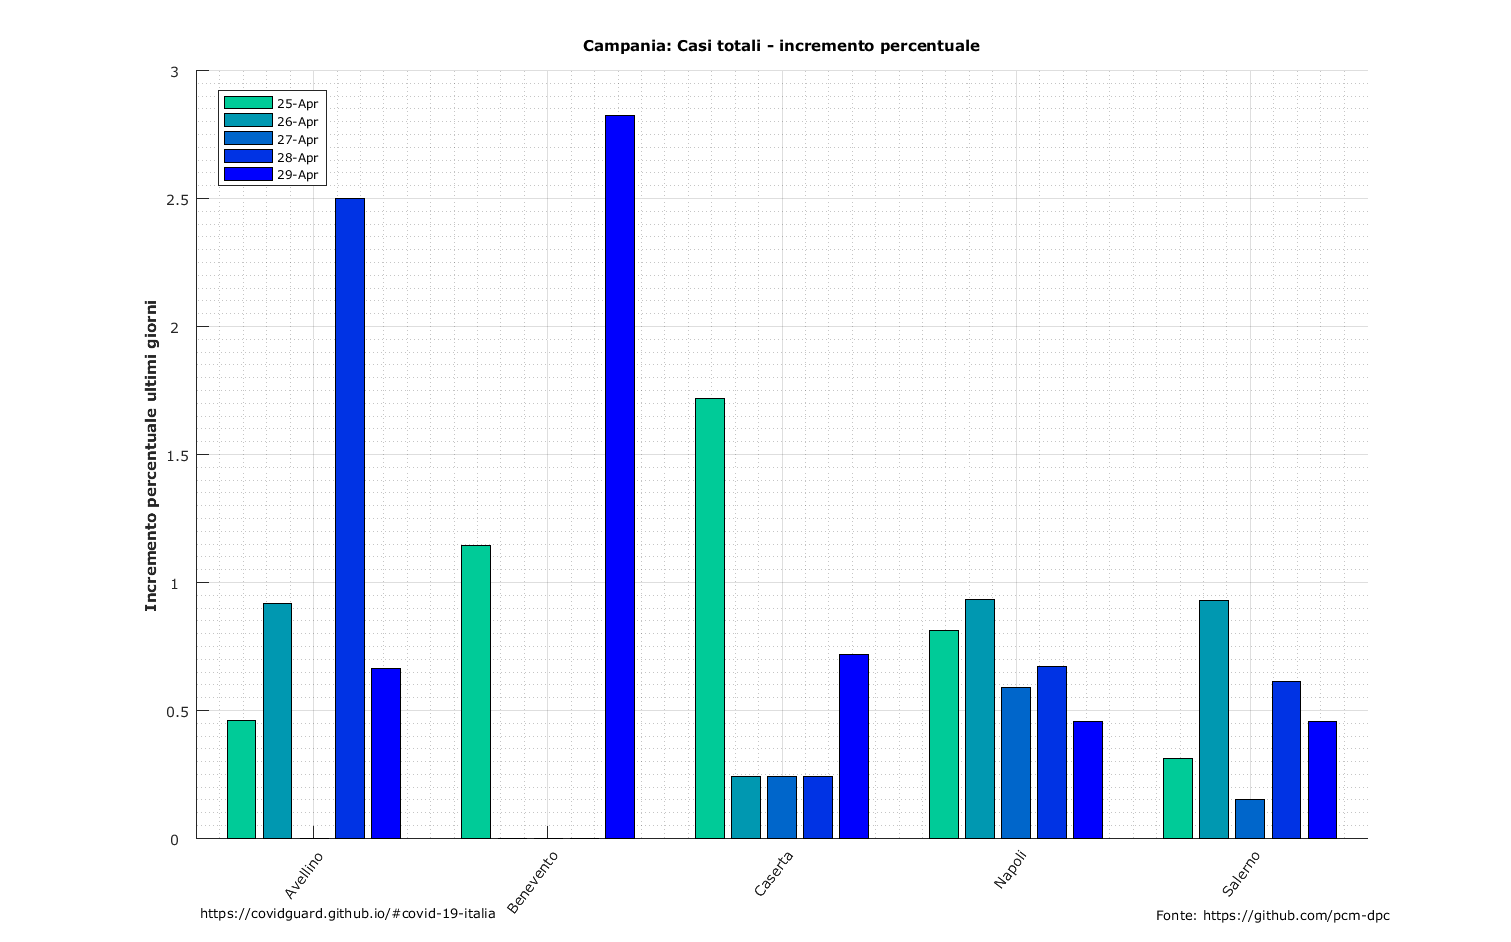 Campania: Casi totali - incremento percentuale
3
2.5
2
1.5
1
0.5
0
25-Apr
26-Apr
27-Apr
28-Apr
29-Apr
Incremento percentuale ultimi giorni
Avellino
Benevento
Caserta
Napoli
Salerno
https://covidguard.github.io/#covid-19-italia
Fonte: https://github.com/pcm-dpc